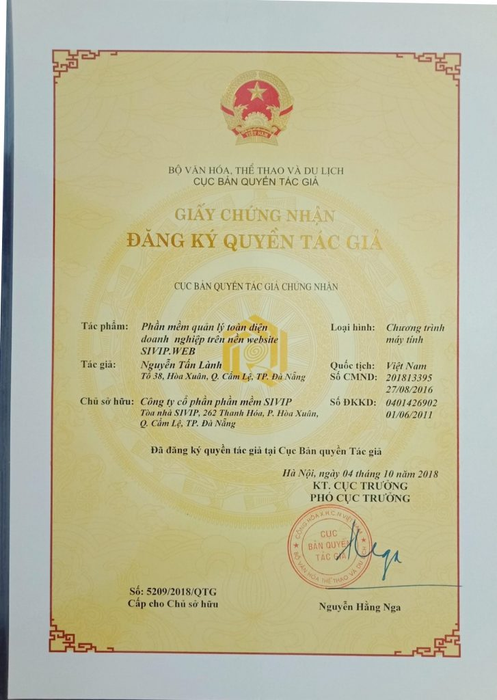 VIỆT NAM
BỘ VĂN HÓA, THỂ THAO VÀ DU LỊCH
CỤC BẢN QUYỀN TÁC GIẢ
GIẤY CHỨNG NHẬN
ĐĂNG KÝ QUYỀN TÁC GIẢ
CỤC BẢN QUYỀN TÁC GIẢ CHỨNG NHẬN
Tác phẩm: Phần mềm quản lý toàn diện Loại hình: Chương trình
doanh nghiệp trên nền website máy tính
SIVIP.WEB
Tác giả: Nguyễn Tấn Lành Quốc tịch: Việt Nam
Tổ 38, Hòa Xuân, Q. Cẩm Lệ, TP. Đà Nẵng Số CMND: 201813395
27/08/2016
Chủ sở hữu: Công ty cổ phần phần mềm SIVIP Số ĐKKD: 0401426902
Tòa nhà SIVIP, 262 Thanh Hóa, P. Hòa Xuân, 01/06/2011
Q. Cẩm Lệ, TP. Đà Nẵng
Đã đăng ký quyền tác giả tại Cục Bản quyền Tác giả
Hà Nội, ngày 04 tháng 10 năm 2018
KT. CỤC TRƯỞNG
PHÓ CỤC TRƯỞNG
CỤC
BẢN QUYỀN
TÁC GIẢ
Số: 5209/2018/QTG
Cấp cho Chủ sở hữu Nguyễn Hằng Nga